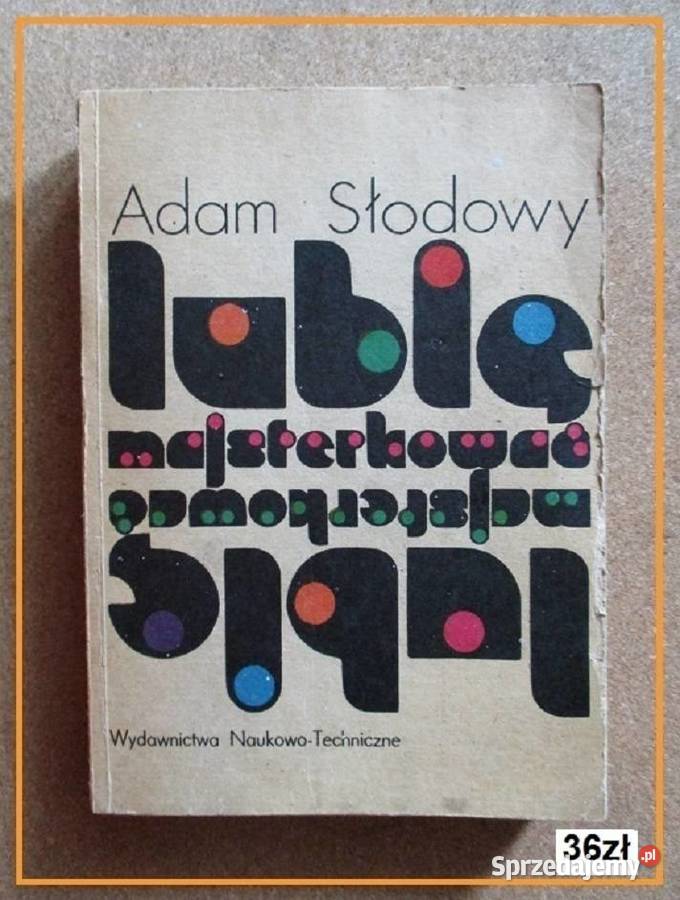 Adam Słodowy
lubię
majsterkować
majsterkować
lubię
Wydawnictwa Naukowo-Techniczne
36zł
Sprzedajemy.pl